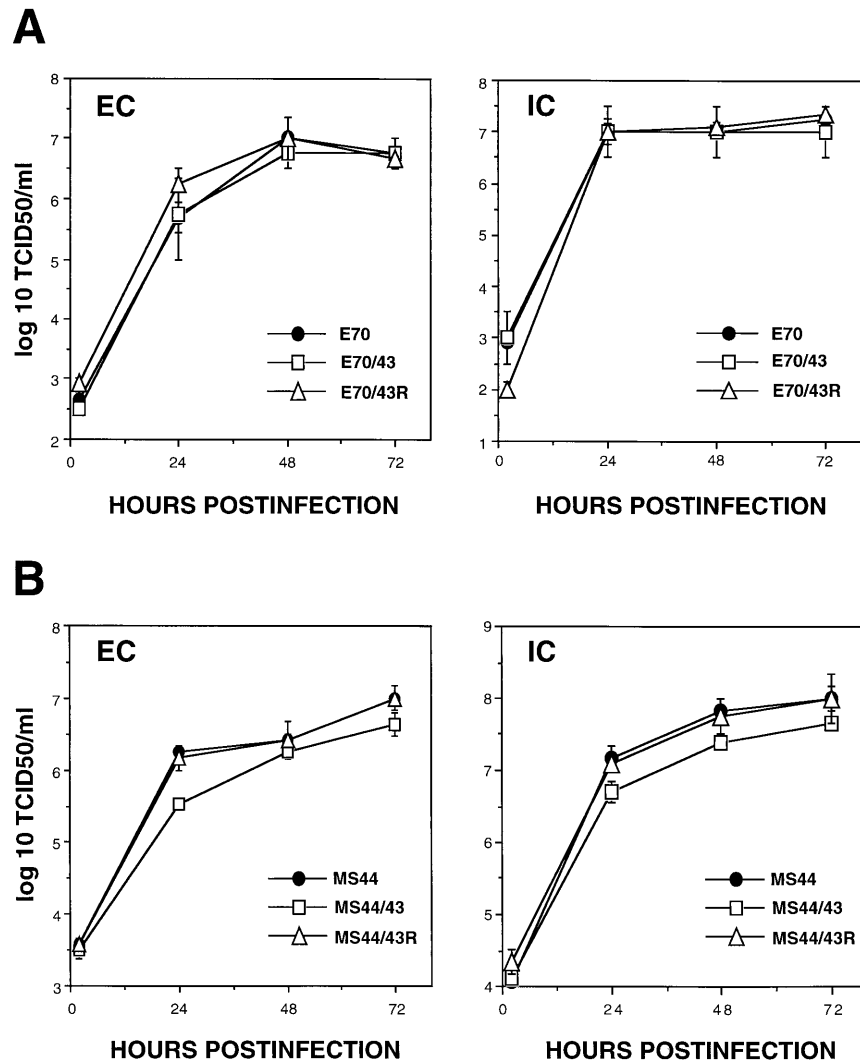 A
EC
IC
log 10 TCID50/ml
8
7
6
5
4
3
2
E70
E70/43
E70/43R
0 24 48 72
HOURS POSTINFECTION
8
7
6
5
4
3
2
1
E70
E70/43
E70/43R
0 24 48 72
HOURS POSTINFECTION
B
EC
IC
log 10 TCID50/ml
8
7
6
5
4
3
MS44
MS44/43
MS44/43R
0 24 48 72
HOURS POSTINFECTION
9
8
7
6
5
4
MS44
MS44/43
MS44/43R
0 24 48 72
HOURS POSTINFECTION